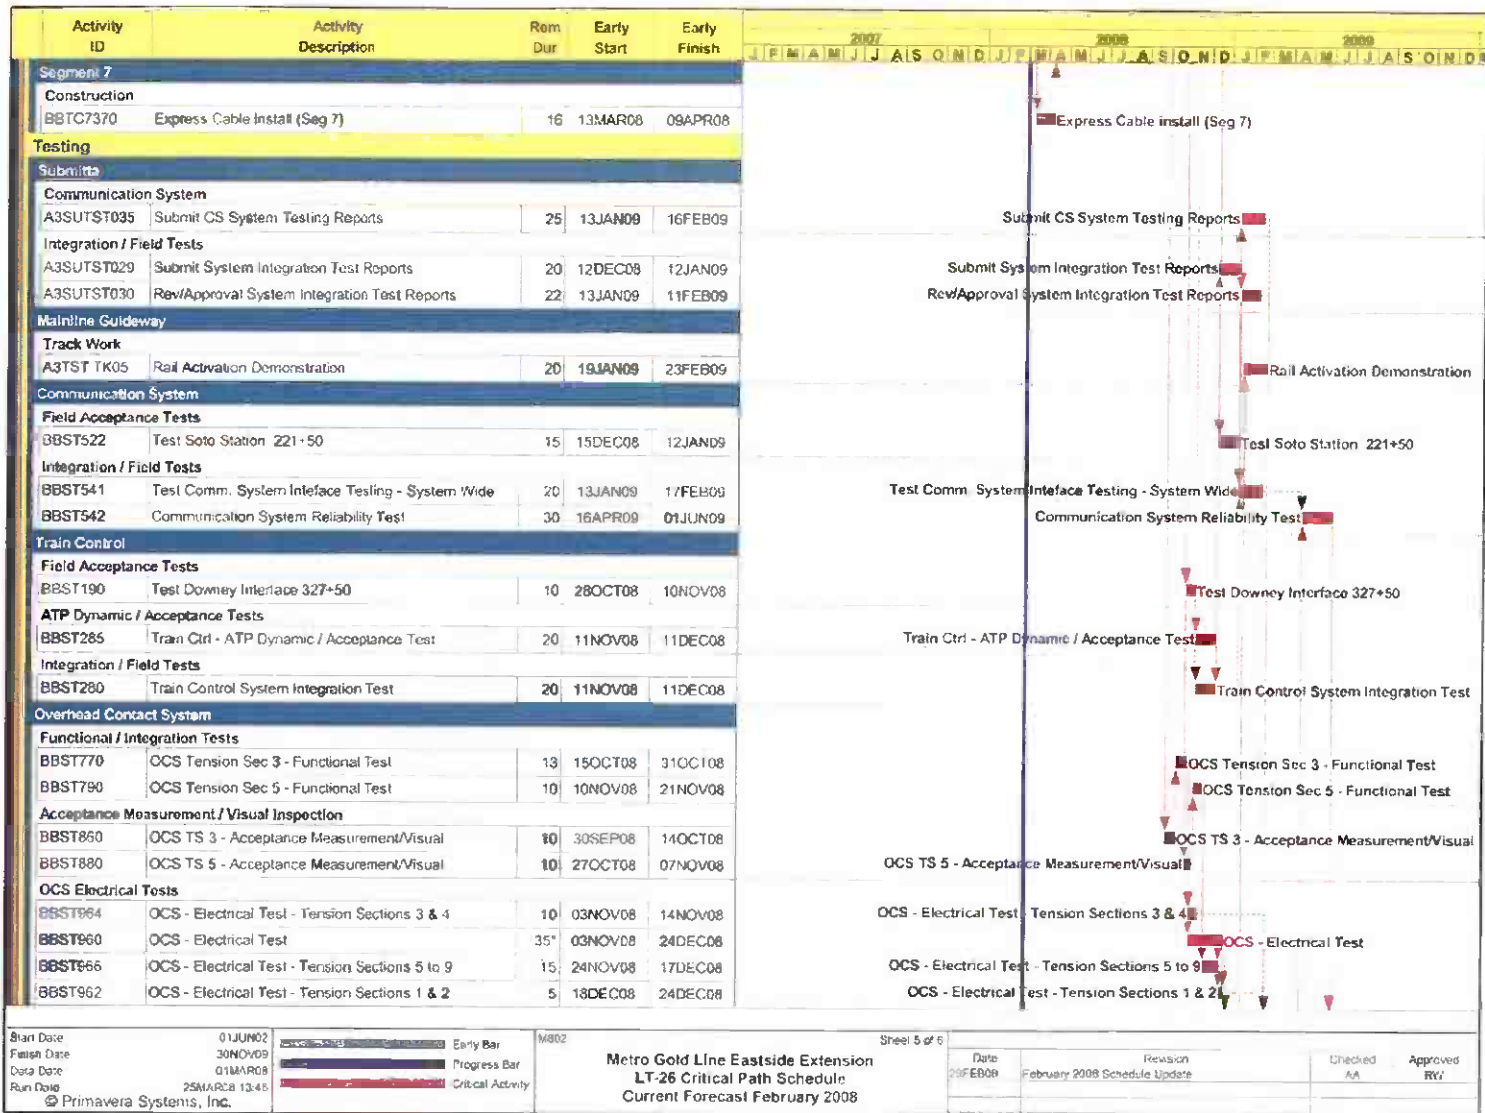 Activity ID Activity Description Rem Dur Early Start Early Finish
2007 2008 2009
J F M A M J J A S O N D J F M A M J J A S O N D J F M A M J J A S O N D
Segment 7
Construction
BBTC7370 Express Cable Install (Seg 7) 16 13MAR08 09APR08
Express Cable install (Seg 7)
Testing
Submitta
Communication System
A3SUTST035 Submit CS System Testing Reports 25 13JAN09 16FEB09
Submit CS System Testing Reports
Integration / Field Tests
A3SUTST029 Submit System Integration Test Reports 20 12DEC08 12JAN09
Submit System Integration Test Reports
A3SUTST030 Rev/Approval System Integration Test Reports 22 13JAN09 11FEB09
Rev/Approval System Integration Test Reports
Mainline Guideway
Track Work
A3TST TK05 Rail Activation Demonstration 20 19JAN09 23FEB09
Rail Activation Demonstration
Communication System
Field Acceptance Tests
BBST522 Test Soto Station 221+50 15 15DEC08 12JAN09
Test Soto Station 221+50
Integration / Field Tests
BBST541 Test Comm. System Inteface Testing - System Wide 20 13JAN09 17FEB09
Test Comm. System Inteface Testing - System Wide
BBST542 Communication System Reliability Test 30 16APR09 01JUN09
Communication System Reliability Test
Train Control
Field Acceptance Tests
BBST190 Test Downey Interface 327+50 10 28OCT08 10NOV08
Test Downey Interface 327+50
ATP Dynamic / Acceptance Tests
BBST285 Train Ctrl - ATP Dynamic / Acceptance Test 20 11NOV08 11DEC08
Train Ctrl - ATP Dynamic / Acceptance Test
Integration / Field Tests
BBST280 Train Control System Integration Test 20 11NOV08 11DEC08
Train Control System Integration Test
Overhead Contact System
Functional / Integration Tests
BBST770 OCS Tension Sec 3 - Functional Test 13 15OCT08 31OCT08
OCS Tension Sec 3 - Functional Test
BBST790 OCS Tension Sec 5 - Functional Test 10 10NOV08 21NOV08
OCS Tension Sec 5 - Functional Test
Acceptance Measurement / Visual Inspection
BBST860 OCS TS 3 - Acceptance Measurement/Visual 10 30SEP08 14OCT08
OCS TS 3 - Acceptance Measurement/Visual
BBST880 OCS TS 5 - Acceptance Measurement/Visual 10 27OCT08 07NOV08
OCS TS 5 - Acceptance Measurement/Visual
OCS Electrical Tests
BBST964 OCS - Electrical Test - Tension Sections 3 & 4 10 03NOV08 14NOV08
OCS - Electrical Test - Tension Sections 3 & 4
BBST960 OCS - Electrical Test 35* 03NOV08 24DEC08
OCS - Electrical Test
BBST966 OCS - Electrical Test - Tension Sections 5 to 9 15 24NOV08 17DEC08
OCS - Electrical Test - Tension Sections 5 to 9
BBST962 OCS - Electrical Test - Tension Sections 1 & 2 5 18DEC08 24DEC08
OCS - Electrical Test - Tension Sections 1 & 2
Start Date 01JUN02
Finish Date 30NOV09
Data Date 01MAR08
Run Date 25MAR08 13:46
© Primavera Systems, Inc.
Early Bar
Progress Bar
Critical Activity
M802
Sheet 5 of 6
Metro Gold Line Eastside Extension
LT-26 Critical Path Schedule
Current Forecast February 2008
Date Revision Checked Approved
29FEB08 February 2008 Schedule Update AA RW